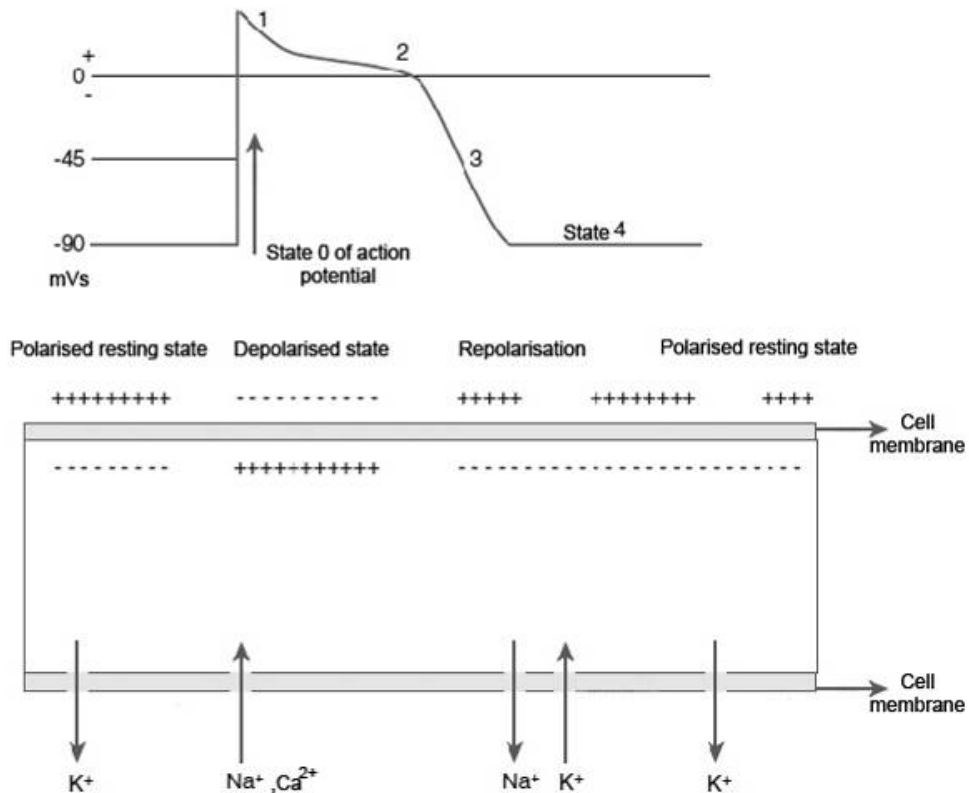 1
2
+
0
-
3
-45
-90
State 4
State 0 of action
potential
mVs
Polarised resting state Depolarised state Repolarisation Polarised resting state
+++++++++ - - - - - - - - - - - +++++ ++++++++ ++++
Cell
membrane
- - - - - - - - - +++++++++++ - - - - - - - - - - - - - - - - - - - - - - - - - -
Cell
membrane
K+ Na+ ,Ca2+ Na+ K+ K+